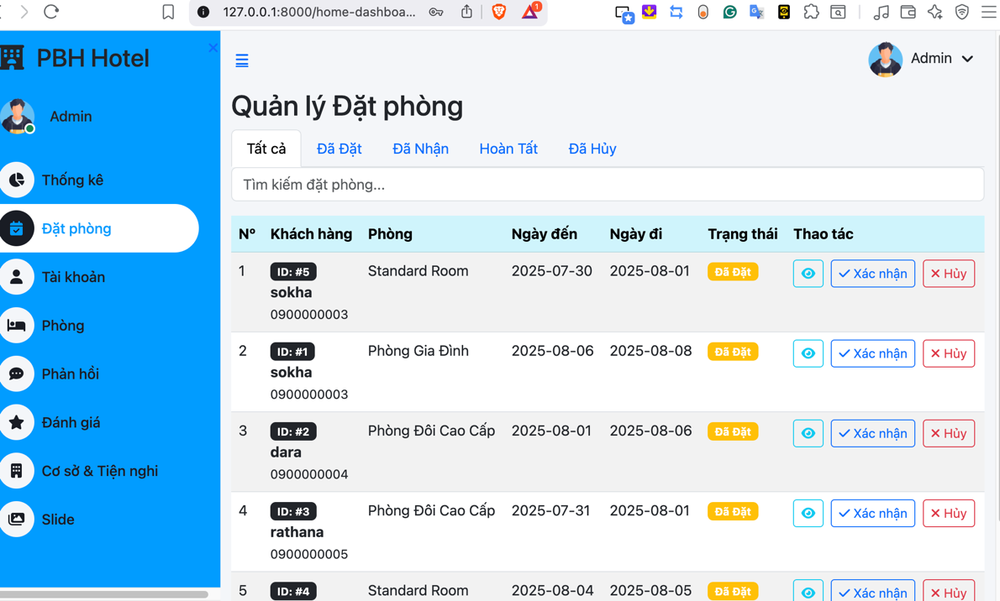 127.0.0.1:8000/home-dashboa...
1
PBH Hotel
Admin
Admin
Thống kê
Đặt phòng
Tài khoản
Phòng
Phản hồi
Đánh giá
Cơ sở & Tiện nghi
Slide
Quản lý Đặt phòng
Tất cả Đã Đặt Đã Nhận Hoàn Tất Đã Hủy
Tìm kiếm đặt phòng...
N° Khách hàng Phòng Ngày đến Ngày đi Trạng thái Thao tác
1 ID: #5 Standard Room 2025-07-30 2025-08-01 Đã Đặt Xác nhận Hủy
sokha
0900000003
2 ID: #1 Phòng Gia Đình 2025-08-06 2025-08-08 Đã Đặt Xác nhận Hủy
sokha
0900000003
3 ID: #2 Phòng Đôi Cao Cấp 2025-08-01 2025-08-06 Đã Đặt Xác nhận Hủy
dara
0900000004
4 ID: #3 Phòng Đôi Cao Cấp 2025-07-31 2025-08-01 Đã Đặt Xác nhận Hủy
rathana
0900000005
5 ID: #4 Standard Room 2025-08-04 2025-08-05 Đã Đặt Xác nhận Hủy